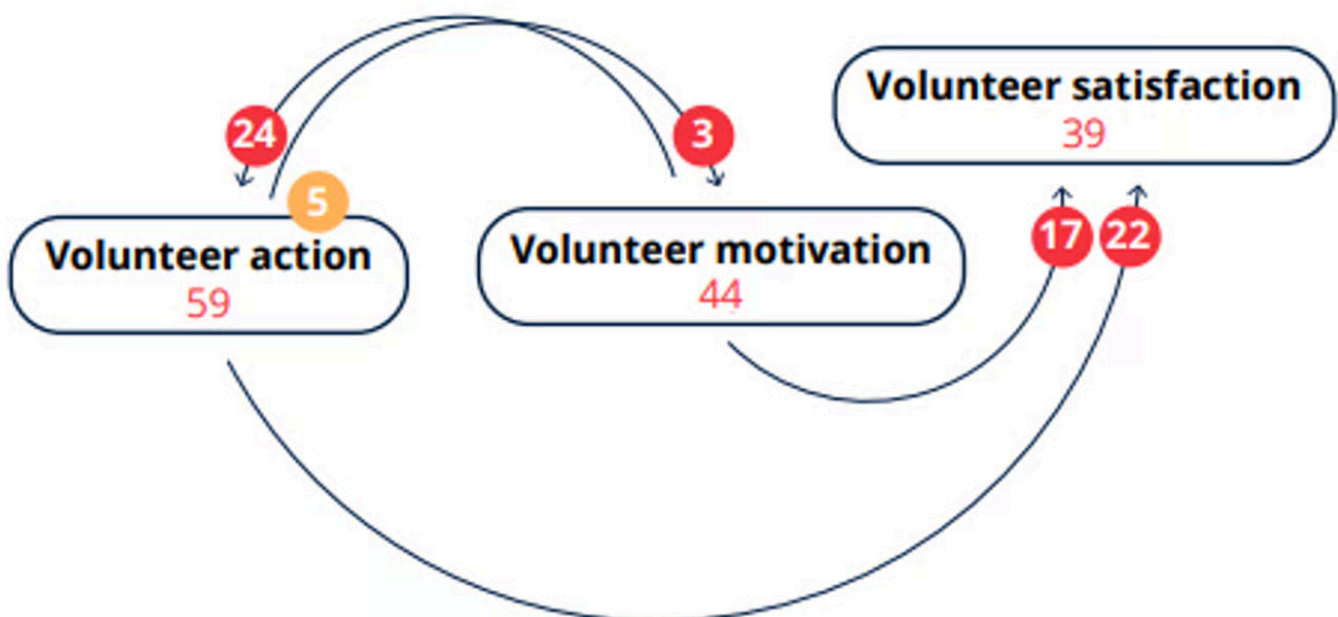 24
3
Volunteer satisfaction
39
5
Volunteer action
59
Volunteer motivation
44
17
22